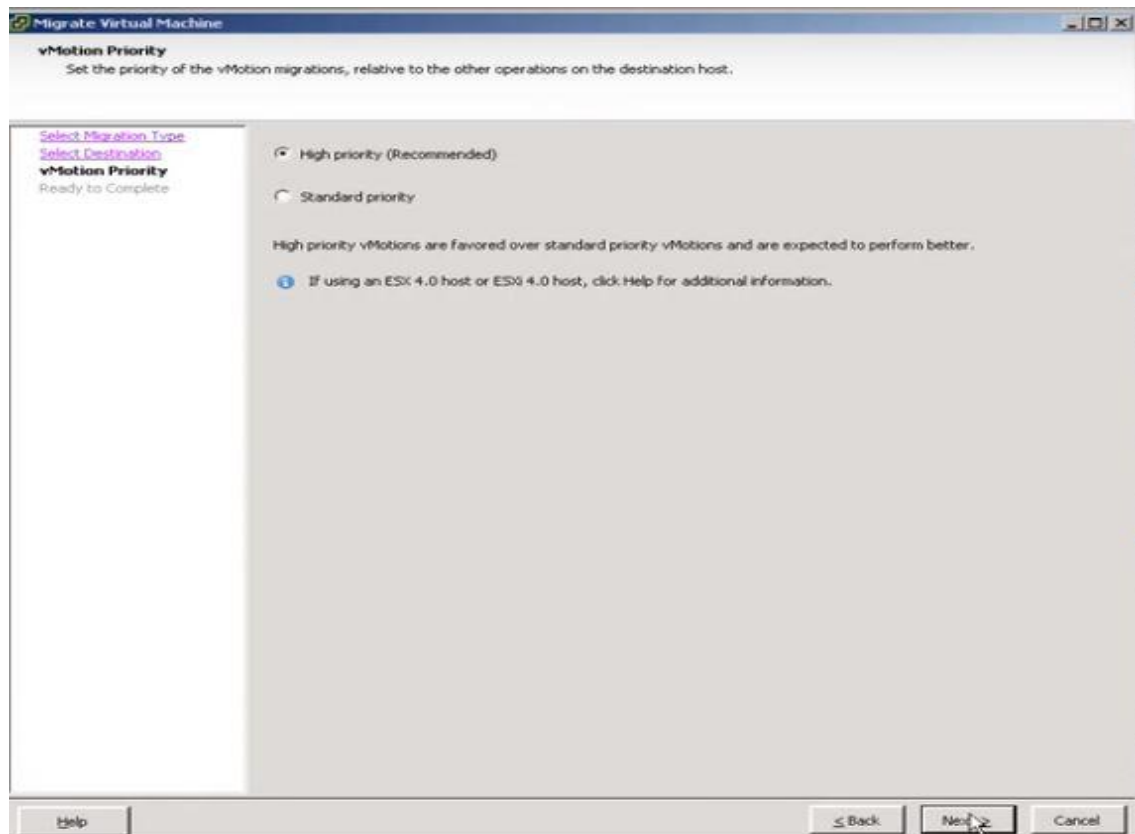 Migrate Virtual Machine
vMotion Priority
Set the priority of the vMotion migrations, relative to the other operations on the destination host.
Select Migration Type
Select Destination
vMotion Priority
Ready to Complete
High priority (Recommended)
Standard priority
High priority vMotions are favored over standard priority vMotions and are expected to perform better.
If using an ESX 4.0 host or ESXi 4.0 host, click Help for additional information.
Help
< Back
Next >
Cancel